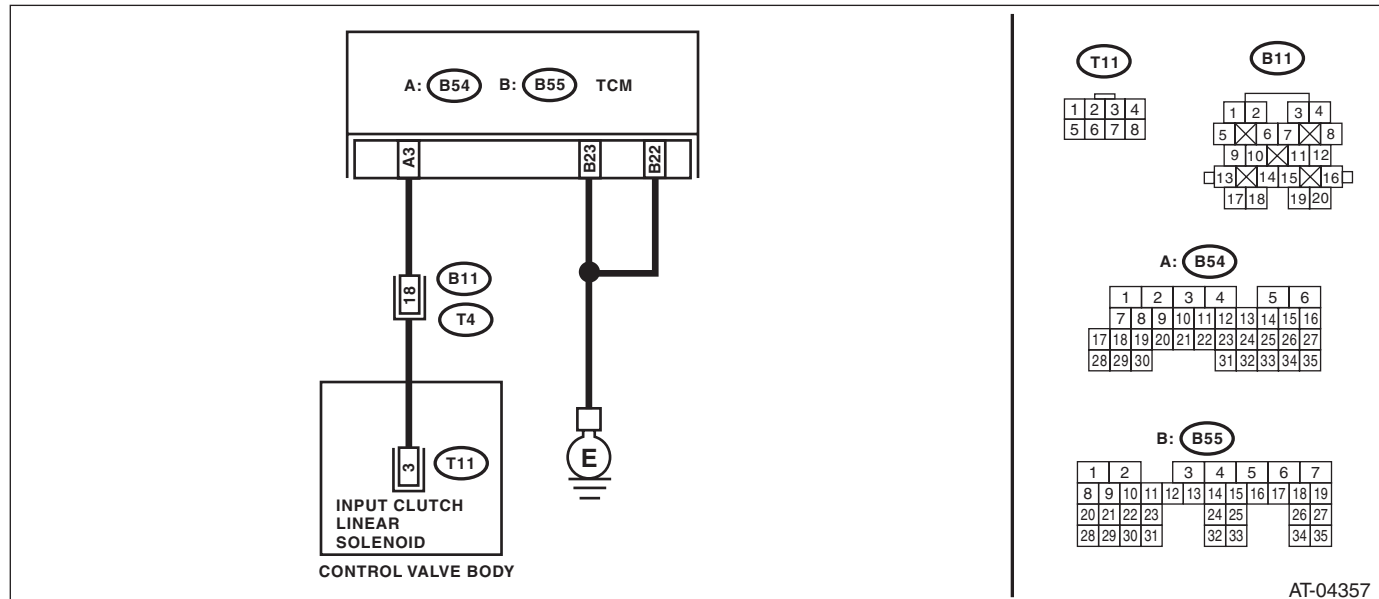 A: B54 B: B55 TCM
A3
B23
B22
18
B11
T4
3
T11
INPUT CLUTCH
LINEAR
SOLENOID
CONTROL VALVE BODY
E
T11
1 2 3 4
5 6 7 8
B11
1 2 3 4
5 6 7 8
9 10 11 12
13 14 15 16
17 18 19 20
A: B54
1 2 3 4 5 6
7 8 9 10 11 12 13 14 15 16
17 18 19 20 21 22 23 24 25 26 27
28 29 30 31 32 33 34 35
B: B55
1 2 3 4 5 6 7
8 9 10 11 12 13 14 15 16 17 18 19
20 21 22 23 24 25 26 27
28 29 30 31 32 33 34 35
AT-04357